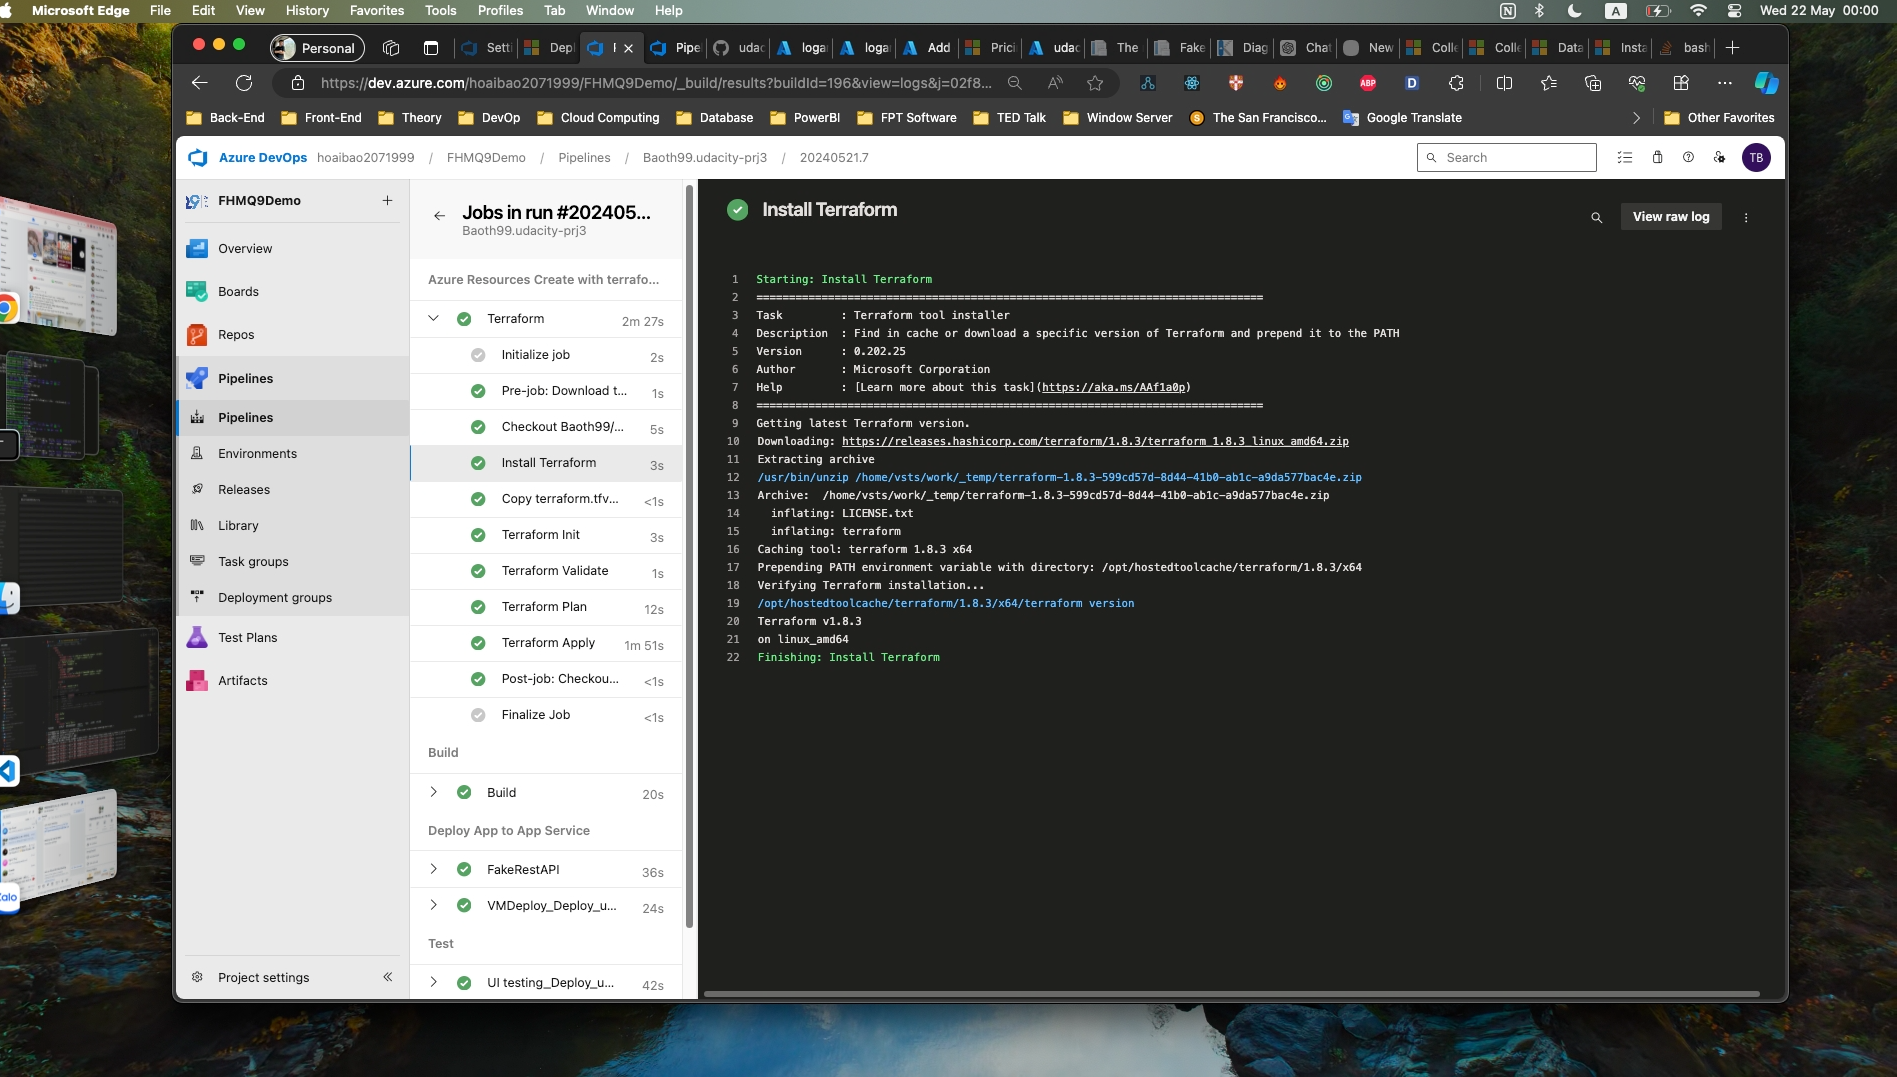 Microsoft Edge File Edit View History Favorites Tools Profiles Tab Window Help A Wed 22 May 00:00
Personal Setti Depl Pipe udac loga loga Add Prici udac The Fake Diag Chat New Colle Colle Data Insta bash
https://dev.azure.com/hoaibao2071999/FHMQ9Demo/_build/results?buildId=196&view=logs&j=02f8... ABP D
Back-End Front-End Theory DevOp Cloud Computing Database PowerBI FPT Software TED Talk Window Server The San Francisco... Google Translate Other Favorites
Azure DevOps hoaibao2071999 / FHMQ9Demo / Pipelines / Baoth99.udacity-prj3 / 20240521.7 Search TB
FHMQ9Demo
Overview
Boards
Repos
Pipelines
Pipelines
Environments
Releases
Library
Task groups
Deployment groups
Test Plans
Artifacts
Project settings
Jobs in run #202405...
Baoth99.udacity-prj3
Azure Resources Create with terrafo...
Terraform 2m 27s
Initialize job 2s
Pre-job: Download t... 1s
Checkout Baoth99/... 5s
Install Terraform 3s
Copy terraform.tfv... <1s
Terraform Init 3s
Terraform Validate 1s
Terraform Plan 12s
Terraform Apply 1m 51s
Post-job: Checkou... <1s
Finalize Job <1s
Build
Build 20s
Deploy App to App Service
FakeRestAPI 36s
VMDeploy_Deploy_u... 24s
Test
UI testing_Deploy_u... 42s
Install Terraform
View raw log
1 Starting: Install Terraform
2 ==============================================================================
3 Task : Terraform tool installer
4 Description : Find in cache or download a specific version of Terraform and prepend it to the PATH
5 Version : 0.202.25
6 Author : Microsoft Corporation
7 Help : [Learn more about this task](https://aka.ms/AAf1a0p)
8 ==============================================================================
9 Getting latest Terraform version.
10 Downloading: https://releases.hashicorp.com/terraform/1.8.3/terraform_1.8.3_linux_amd64.zip
11 Extracting archive
12 /usr/bin/unzip /home/vsts/work/_temp/terraform-1.8.3-599cd57d-8d44-41b0-ab1c-a9da577bac4e.zip
13 Archive: /home/vsts/work/_temp/terraform-1.8.3-599cd57d-8d44-41b0-ab1c-a9da577bac4e.zip
14 inflating: LICENSE.txt
15 inflating: terraform
16 Caching tool: terraform 1.8.3 x64
17 Prepending PATH environment variable with directory: /opt/hostedtoolcache/terraform/1.8.3/x64
18 Verifying Terraform installation...
19 /opt/hostedtoolcache/terraform/1.8.3/x64/terraform version
20 Terraform v1.8.3
21 on linux_amd64
22 Finishing: Install Terraform